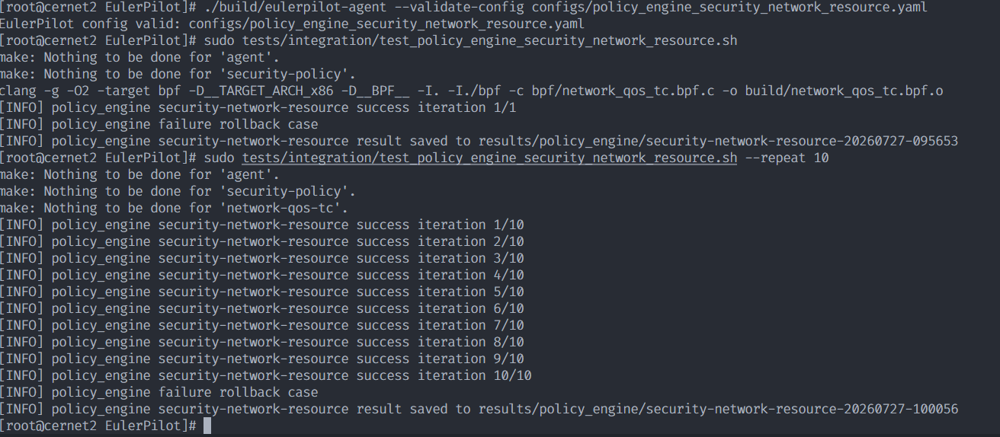 [root@cernet2 EulerPilot]# ./build/eulerpilot-agent --validate-config configs/policy_engine_security_network_resource.yaml
EulerPilot config valid: configs/policy_engine_security_network_resource.yaml
[root@cernet2 EulerPilot]# sudo tests/integration/test_policy_engine_security_network_resource.sh
make: Nothing to be done for 'agent'.
make: Nothing to be done for 'security-policy'.
clang -g -O2 -target bpf -D__TARGET_ARCH_x86 -D__BPF__ -I. -I./bpf -c bpf/network_qos_tc.bpf.c -o build/network_qos_tc.bpf.o
[INFO] policy_engine security-network-resource success iteration 1/1
[INFO] policy_engine failure rollback case
[INFO] policy_engine security-network-resource result saved to results/policy_engine/security-network-resource-20260727-095653
[root@cernet2 EulerPilot]# sudo tests/integration/test_policy_engine_security_network_resource.sh --repeat 10
make: Nothing to be done for 'agent'.
make: Nothing to be done for 'security-policy'.
make: Nothing to be done for 'network-qos-tc'.
[INFO] policy_engine security-network-resource success iteration 1/10
[INFO] policy_engine security-network-resource success iteration 2/10
[INFO] policy_engine security-network-resource success iteration 3/10
[INFO] policy_engine security-network-resource success iteration 4/10
[INFO] policy_engine security-network-resource success iteration 5/10
[INFO] policy_engine security-network-resource success iteration 6/10
[INFO] policy_engine security-network-resource success iteration 7/10
[INFO] policy_engine security-network-resource success iteration 8/10
[INFO] policy_engine security-network-resource success iteration 9/10
[INFO] policy_engine security-network-resource success iteration 10/10
[INFO] policy_engine failure rollback case
[INFO] policy_engine security-network-resource result saved to results/policy_engine/security-network-resource-20260727-100056
[root@cernet2 EulerPilot]#